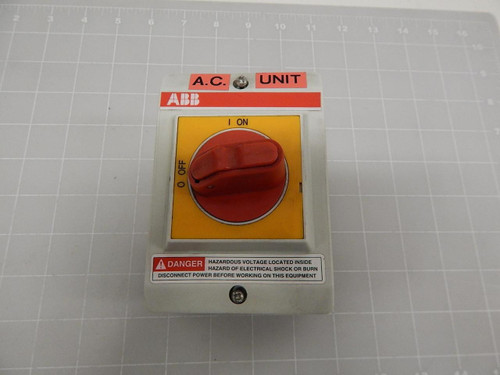 A.C. UNIT
ABB
I ON
O OFF
DANGER HAZARDOUS VOLTAGE LOCATED INSIDE
HAZARD OF ELECTRICAL SHOCK OR BURN
DISCONNECT POWER BEFORE WORKING ON THIS EQUIPMENT